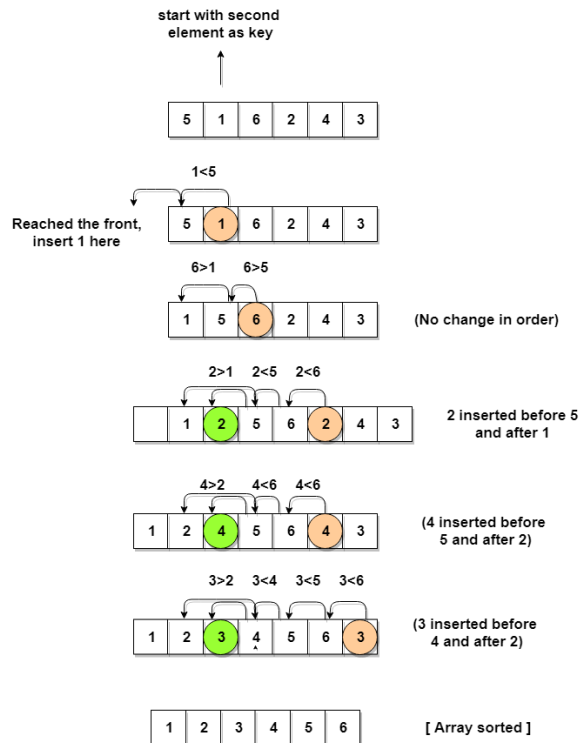 start with second
element as key
5 1 6 2 4 3
1<5
Reached the front,
insert 1 here
5 1 6 2 4 3
6>1 6>5
1 5 6 2 4 3
(No change in order)
2>1 2<5 2<6
1 2 5 6 2 4 3
2 inserted before 5
and after 1
4>2 4<6 4<6
1 2 4 5 6 4 3
(4 inserted before
5 and after 2)
3>2 3<4 3<5 3<6
1 2 3 4 5 6 3
(3 inserted before
4 and after 2)
1 2 3 4 5 6
[ Array sorted ]